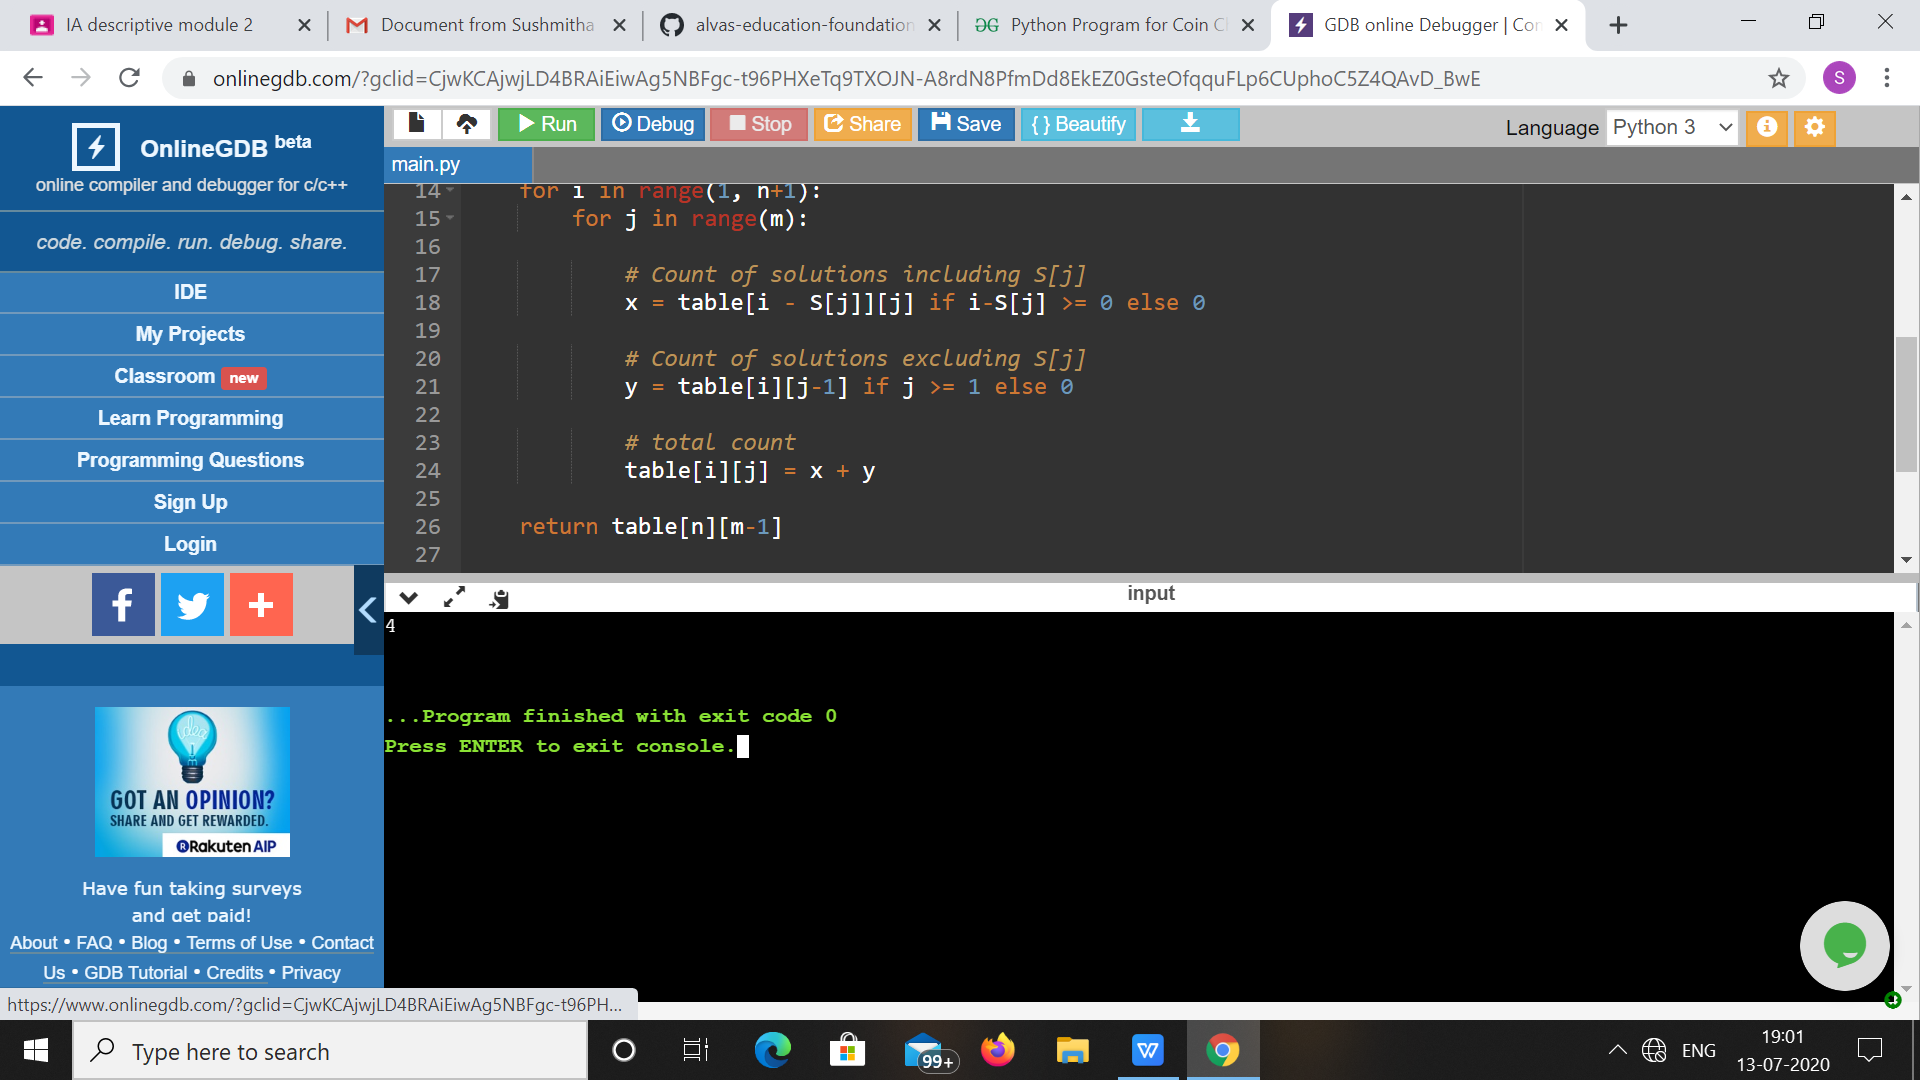 IA descriptive module 2
Document from Sushmitha
alvas-education-foundation
Python Program for Coin C
GDB online Debugger | Con
onlinegdb.com/?gclid=CjwKCAjwjLD4BRAiEiwAg5NBFgc-t96PHXeTq9TXOJN-A8rdN8PfmDd8EkEZ0GsteOfqquFLp6CUphoC5Z4QAvD_BwE
S
OnlineGDB beta
online compiler and debugger for c/c++
code. compile. run. debug. share.
IDE
My Projects
Classroom new
Learn Programming
Programming Questions
Sign Up
Login
GOT AN OPINION?
SHARE AND GET REWARDED.
Rakuten AIP
Have fun taking surveys
and get paid!
About • FAQ • Blog • Terms of Use • Contact
Us • GDB Tutorial • Credits • Privacy
https://www.onlinegdb.com/?gclid=CjwKCAjwjLD4BRAiEiwAg5NBFgc-t96PH...
Run Debug Stop Share Save { } Beautify
Language Python 3
main.py
14 for i in range(1, n+1):
15 for j in range(m):
16
17 # Count of solutions including S[j]
18 x = table[i - S[j]][j] if i-S[j] >= 0 else 0
19
20 # Count of solutions excluding S[j]
21 y = table[i][j-1] if j >= 1 else 0
22
23 # total count
24 table[i][j] = x + y
25
26 return table[n][m-1]
27
input
4
...Program finished with exit code 0
Press ENTER to exit console.
Type here to search
99+
ENG
19:01
13-07-2020